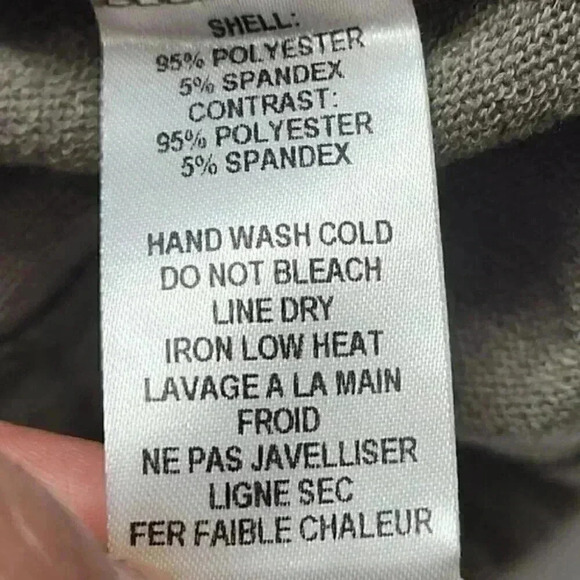 SHELL:
95% POLYESTER
5% SPANDEX
CONTRAST:
95% POLYESTER
5% SPANDEX
HAND WASH COLD
DO NOT BLEACH
LINE DRY
IRON LOW HEAT
LAVAGE A LA MAIN
FROID
NE PAS JAVELLISER
LIGNE SEC
FER FAIBLE CHALEUR